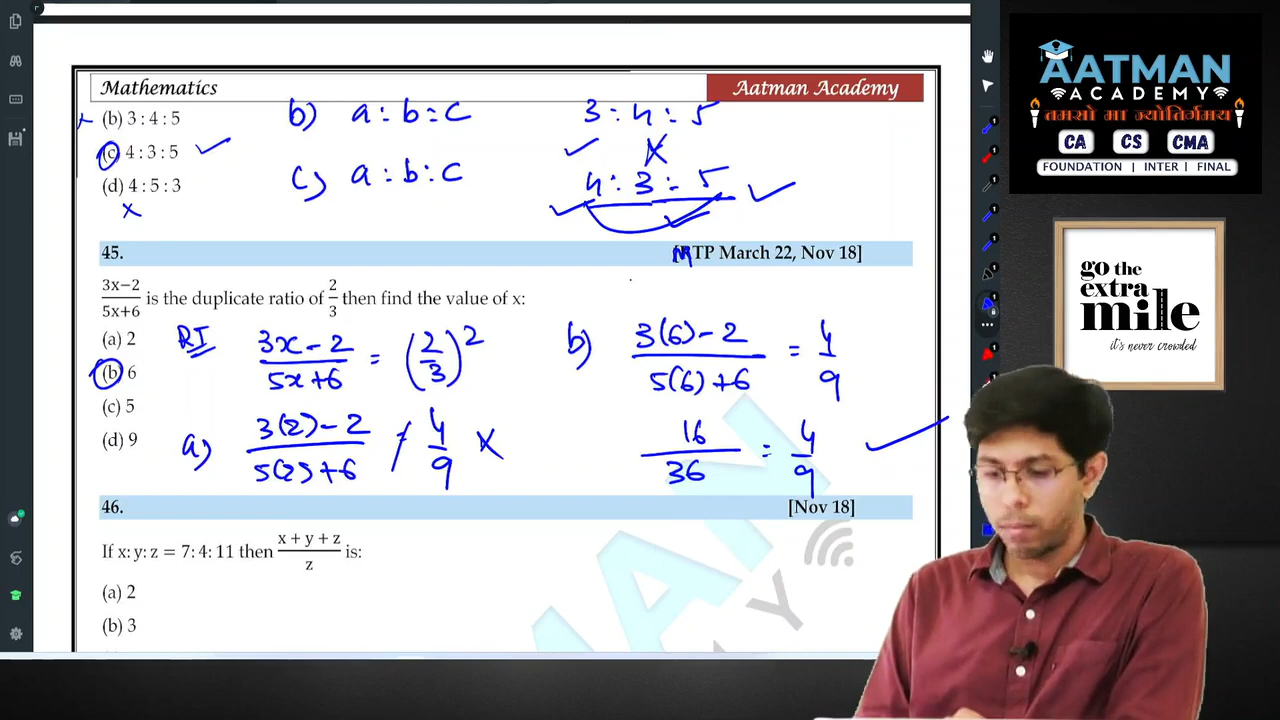 Mathematics
Aatman Academy
(b) 3 : 4 : 5
b) a : b : c 3 : 4 : 5
(c) 4 : 3 : 5
c) a : b : c 4 : 3 : 5
(d) 4 : 5 : 3
45. [MTP March 22, Nov 18]
3x−2/5x+6 is the duplicate ratio of 2/3 then find the value of x:
(a) 2
(b) 6
(c) 5
(d) 9
RI 3x - 2/5x + 6 = (2/3)^2
a) 3(2) - 2/5(2) + 6 ≠ 4/9 ×
b) 3(6) - 2/5(6) + 6 = 4/9
16/36 = 4/9
46. [Nov 18]
If x: y: z = 7: 4: 11 then x + y + z/z is:
(a) 2
(b) 3
AATMAN
ACADEMY
तमसो मा ज्योतिर्गमय
CA CS CMA
FOUNDATION | INTER | FINAL
go the
extra
mile
it's never crowded